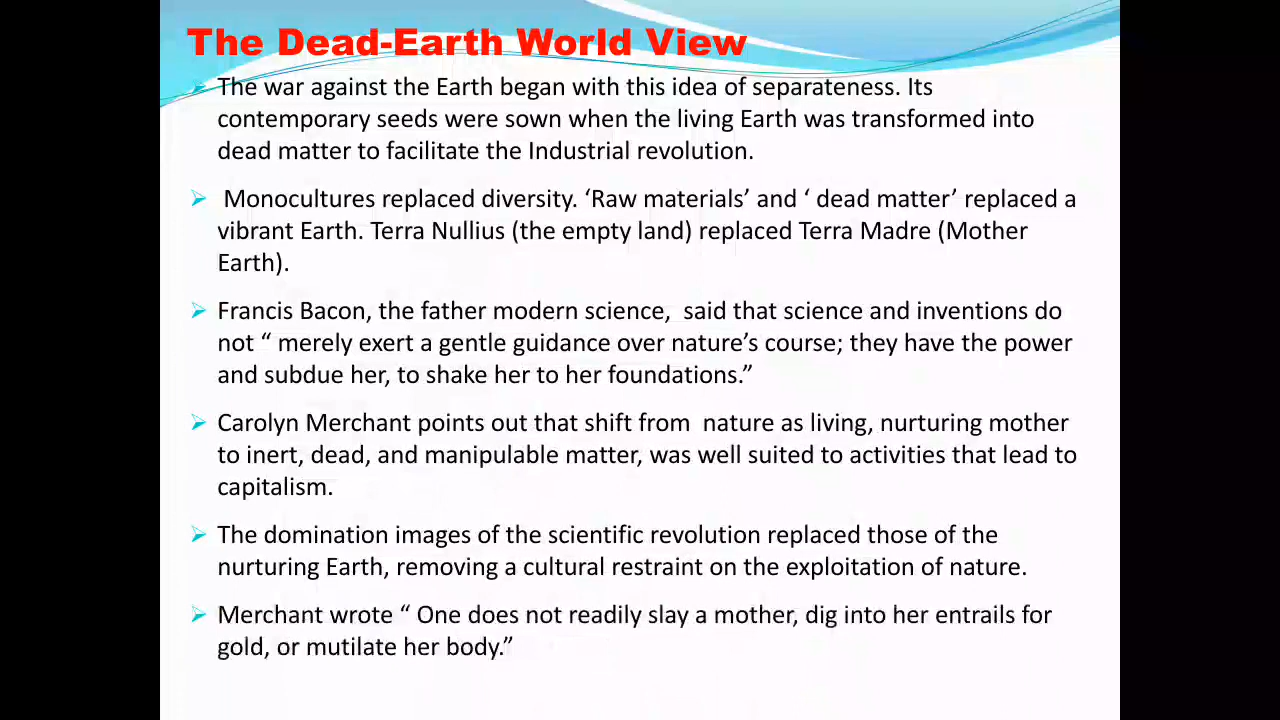 The Dead-Earth World View
The war against the Earth began with this idea of separateness. Its
contemporary seeds were sown when the living Earth was transformed into
dead matter to facilitate the Industrial revolution.
Monocultures replaced diversity. ‘Raw materials’ and ‘ dead matter’ replaced a
vibrant Earth. Terra Nullius (the empty land) replaced Terra Madre (Mother
Earth).
Francis Bacon, the father modern science,  said that science and inventions do
not “ merely exert a gentle guidance over nature’s course; they have the power
and subdue her, to shake her to her foundations.”
Carolyn Merchant points out that shift from  nature as living, nurturing mother
to inert, dead, and manipulable matter, was well suited to activities that lead to
capitalism.
The domination images of the scientific revolution replaced those of the
nurturing Earth, removing a cultural restraint on the exploitation of nature.
Merchant wrote “ One does not readily slay a mother, dig into her entrails for
gold, or mutilate her body.”